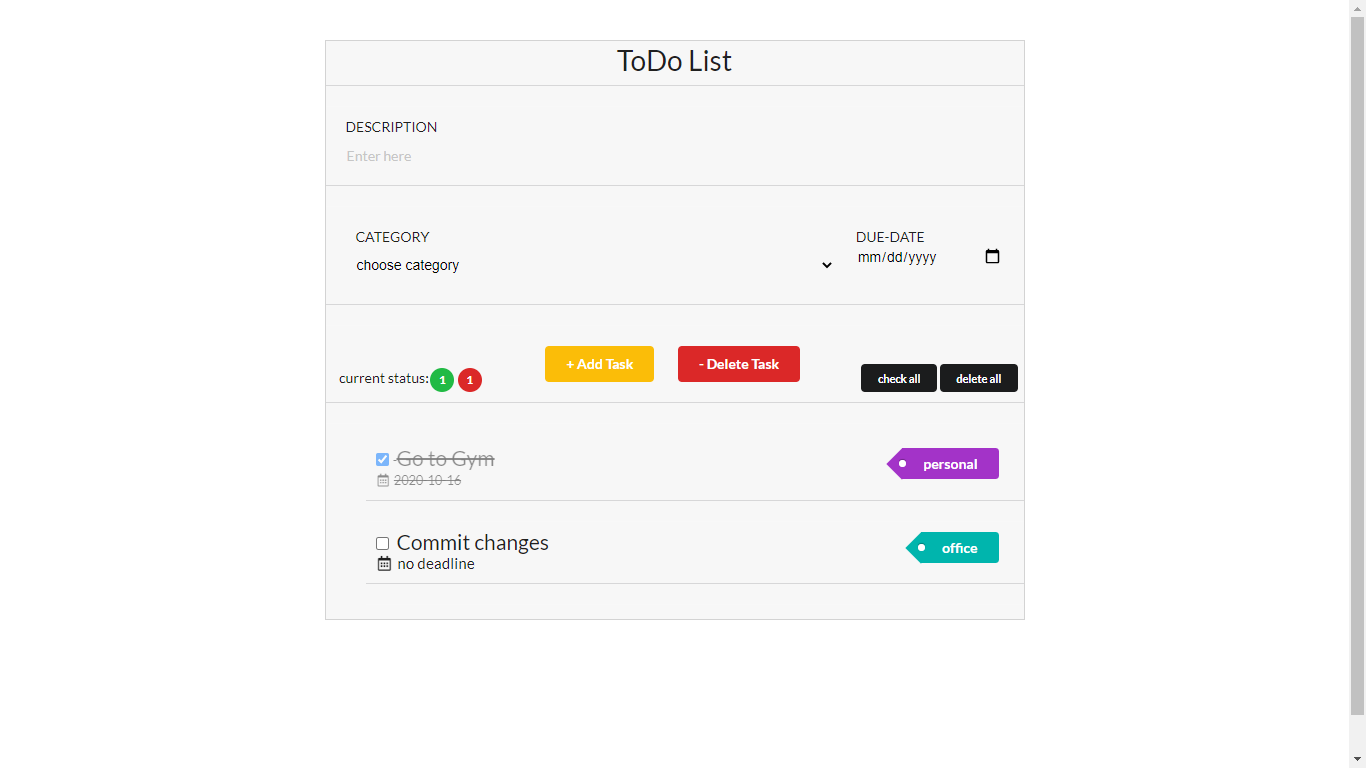 ToDo List
DESCRIPTION
Enter here
CATEGORY
DUE-DATE
choose category
mm/dd/yyyy
+ Add Task
- Delete Task
current status: 1 1
check all
delete all
Go to Gym
personal
2020-10-16
Commit changes
office
no deadline